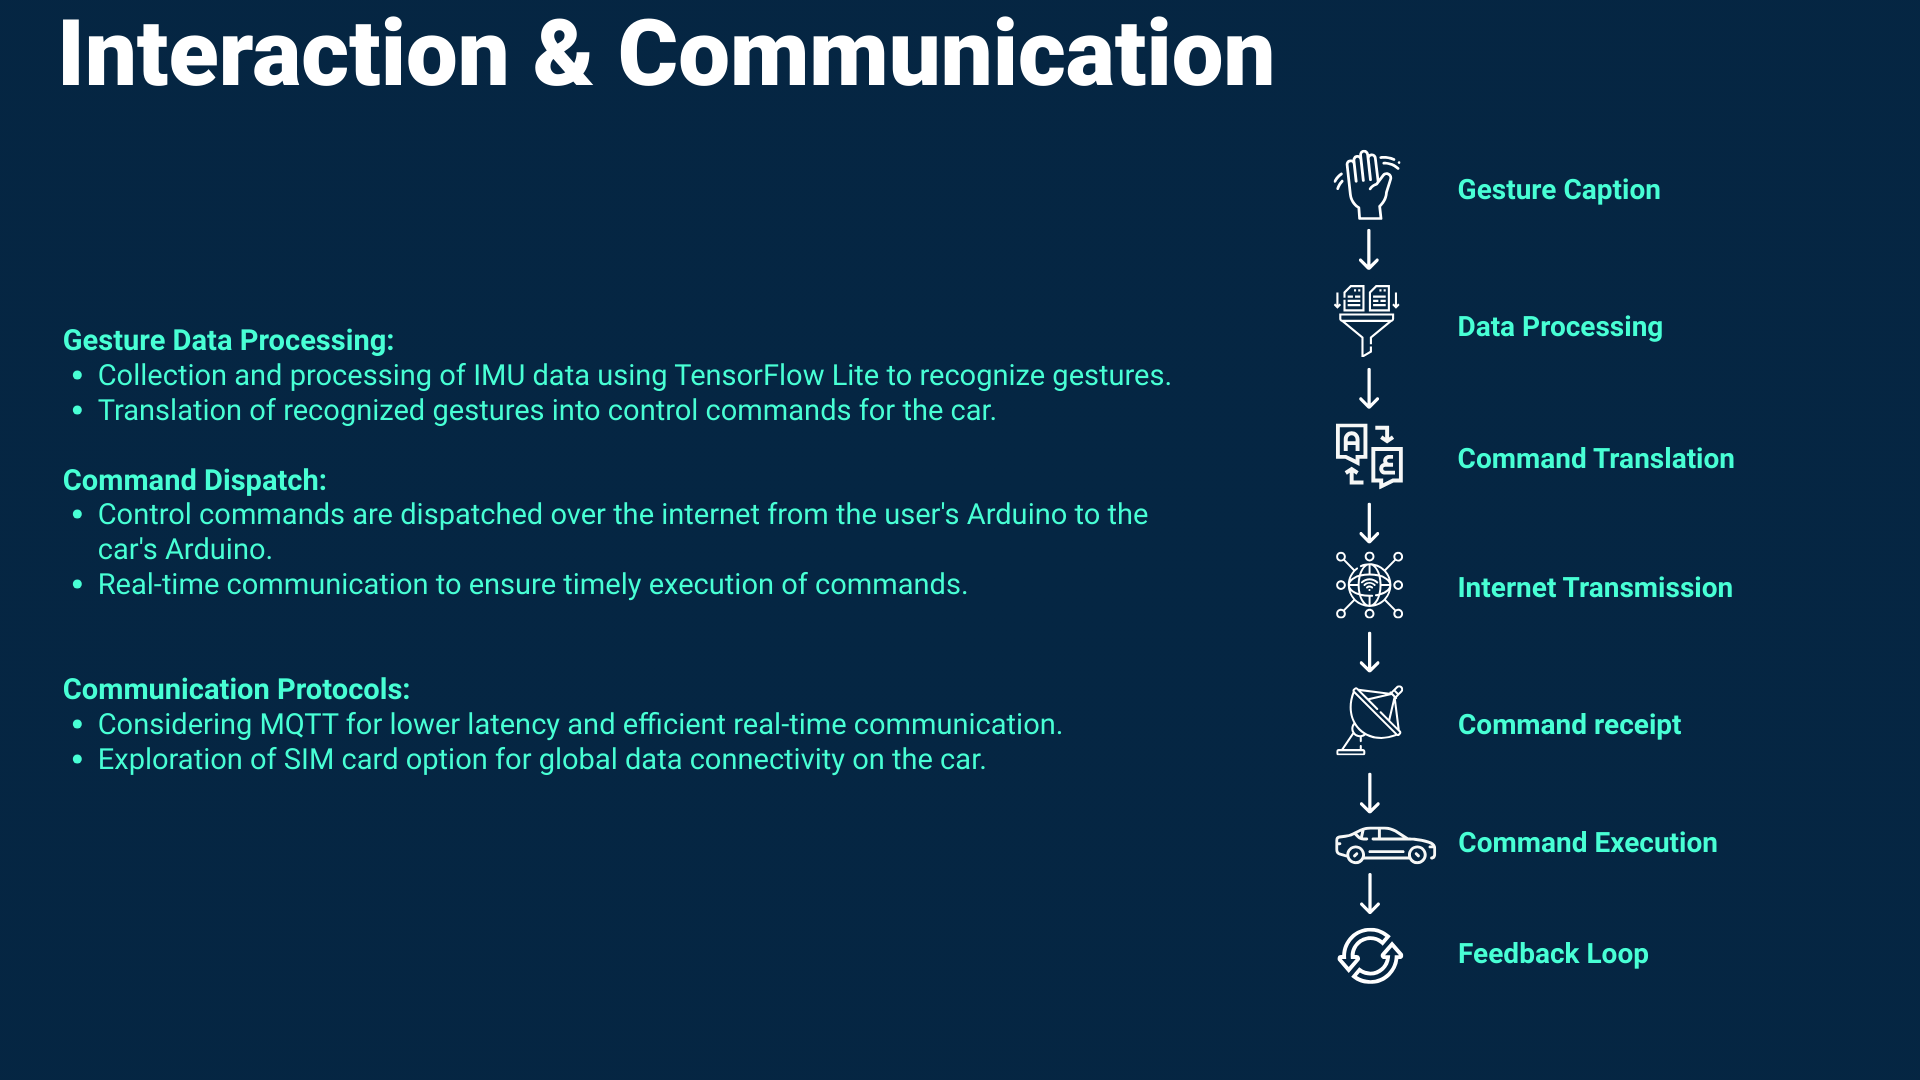 Interaction & Communication
Gesture Data Processing:
• Collection and processing of IMU data using TensorFlow Lite to recognize gestures.
• Translation of recognized gestures into control commands for the car.
Command Dispatch:
• Control commands are dispatched over the internet from the user's Arduino to the
car's Arduino.
• Real-time communication to ensure timely execution of commands.
Communication Protocols:
• Considering MQTT for lower latency and efficient real-time communication.
• Exploration of SIM card option for global data connectivity on the car.
Gesture Caption
Data Processing
Command Translation
Internet Transmission
Command receipt
Command Execution
Feedback Loop